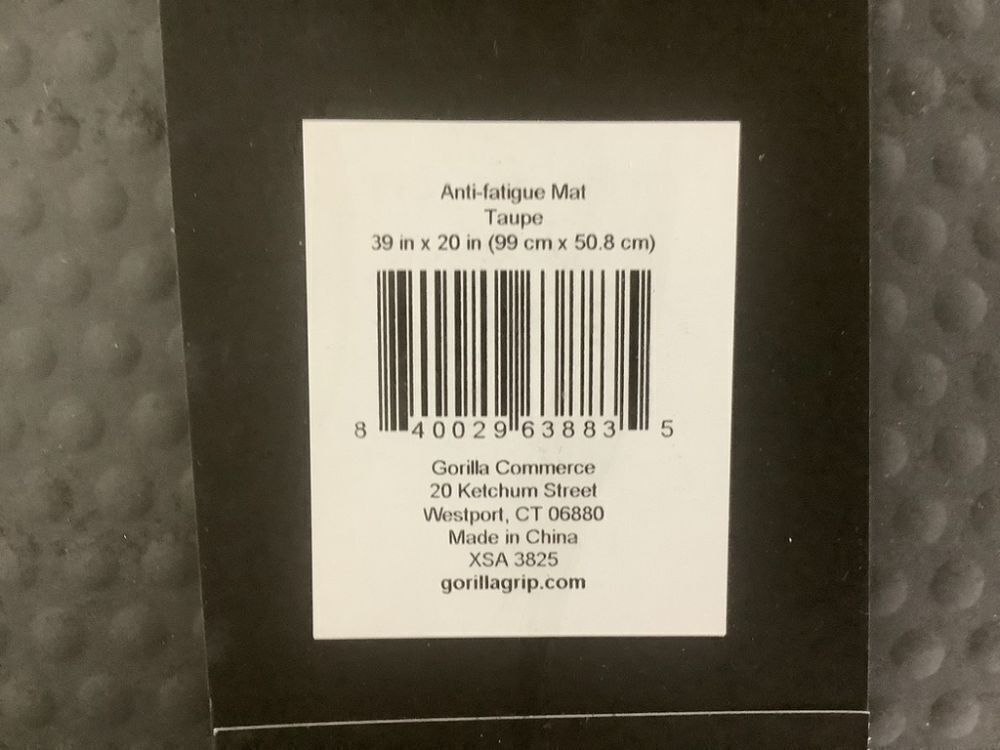 Anti-fatigue Mat
Taupe
39 in x 20 in (99 cm x 50.8 cm)
8 40029 63883 5
Gorilla Commerce
20 Ketchum Street
Westport, CT 06880
Made in China
XSA 3825
gorillagrip.com